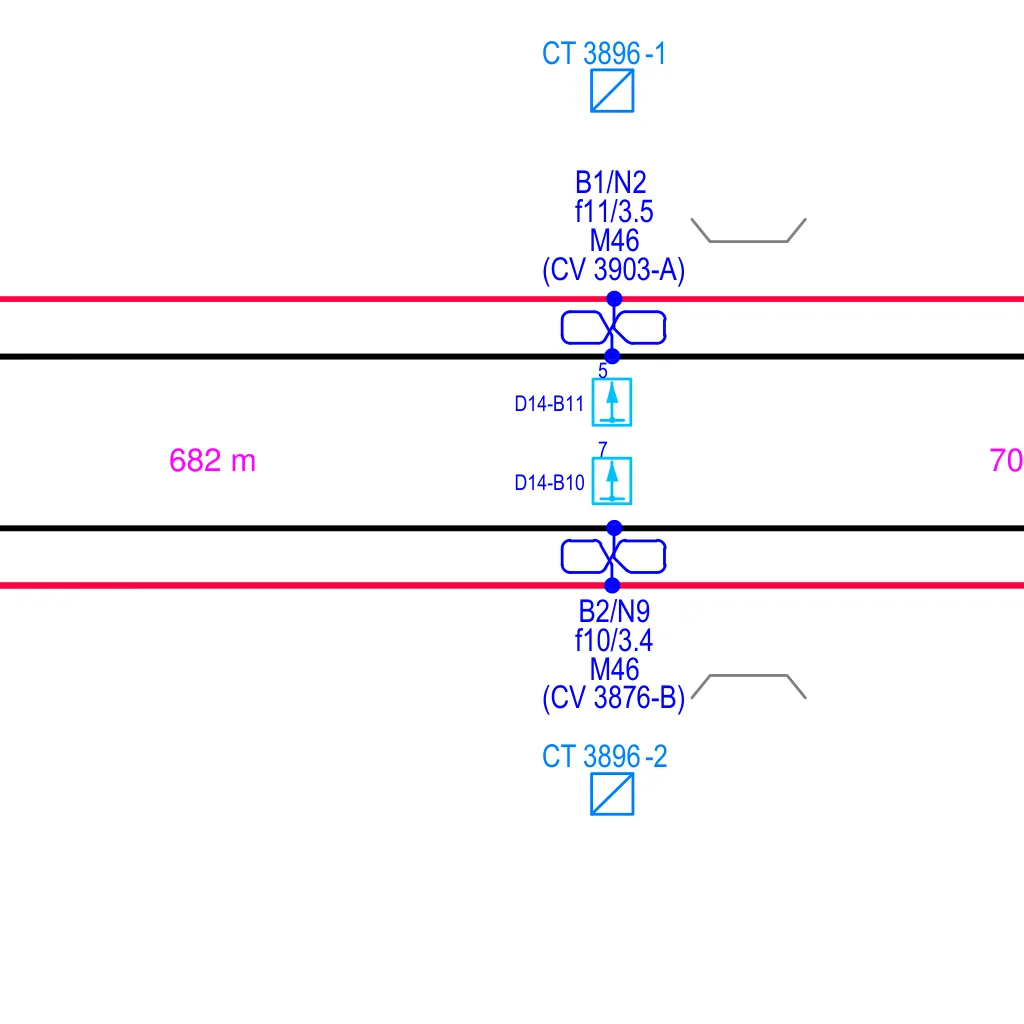 CT 3896-1
B1/N2
f11/3.5
M46
(CV 3903-A)
5
D14-B11
682 m
70
7
D14-B10
B2/N9
f10/3.4
M46
(CV 3876-B)
CT 3896-2